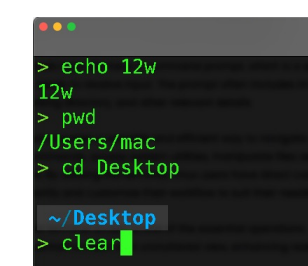 > echo 12w
12w
> pwd
/Users/mac
> cd Desktop
~/Desktop
> clear